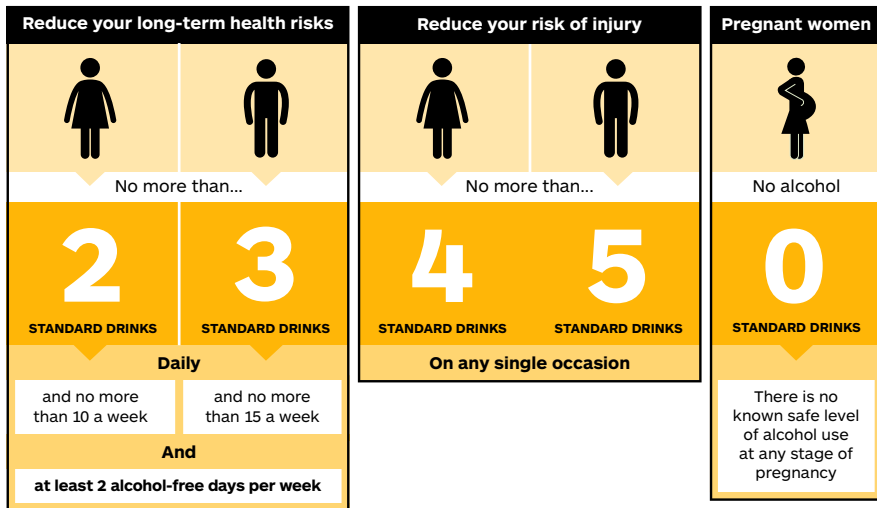 Reduce your long-term health risks
No more than...
2
3
STANDARD DRINKS
STANDARD DRINKS
Daily
and no more
than 10 a week
and no more
than 15 a week
And
at least 2 alcohol-free days per week
Reduce your risk of injury
No more than...
4
5
STANDARD DRINKS
STANDARD DRINKS
On any single occasion
Pregnant women
No alcohol
0
STANDARD DRINKS
There is no
known safe level
of alcohol use
at any stage of
pregnancy